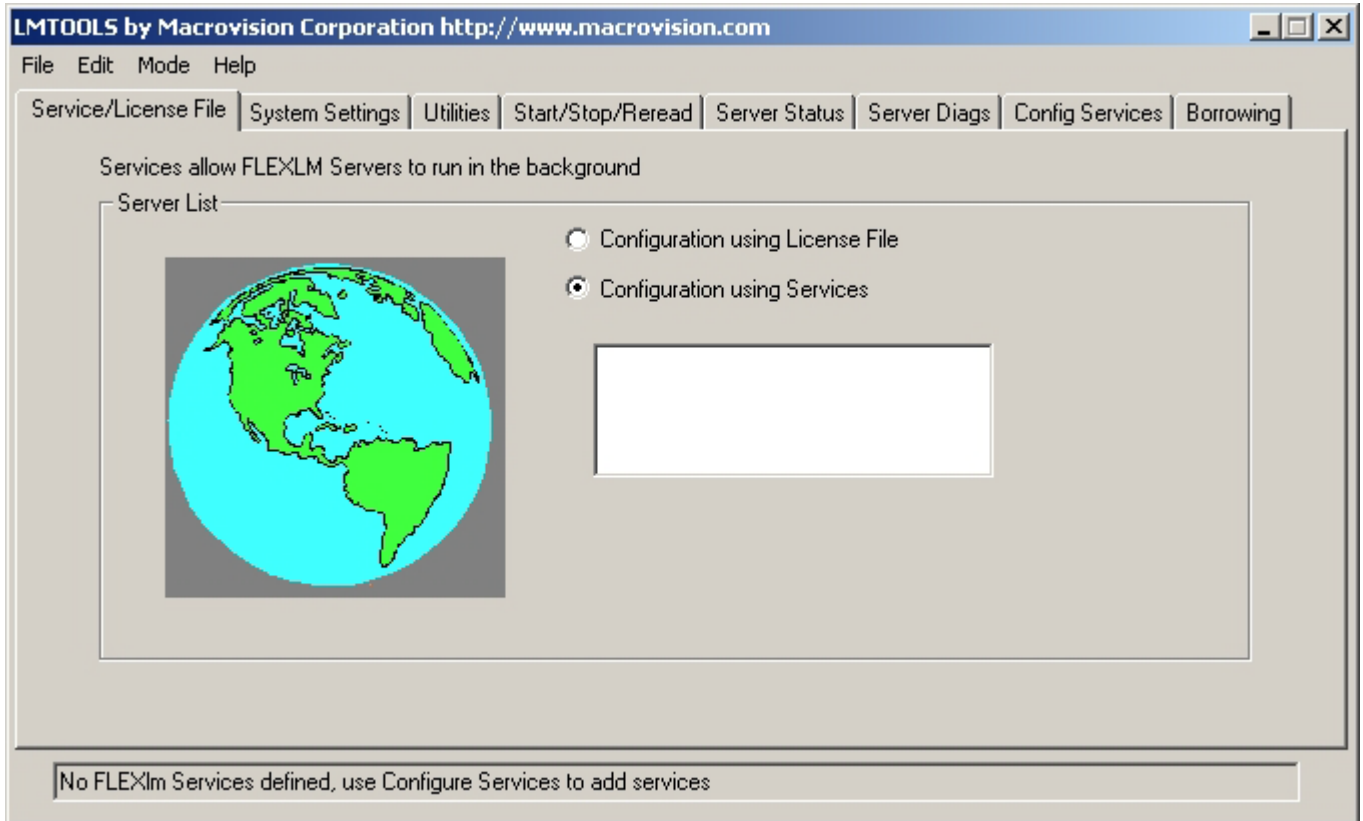 LMTOOLS by Macrovision Corporation http://www.macrovision.com
File Edit Mode Help
Service/License File System Settings Utilities Start/Stop/Reread Server Status Server Diags Config Services Borrowing
Services allow FLEXLM Servers to run in the background
Server List
Configuration using License File
Configuration using Services
No FLEXlm Services defined, use Configure Services to add services